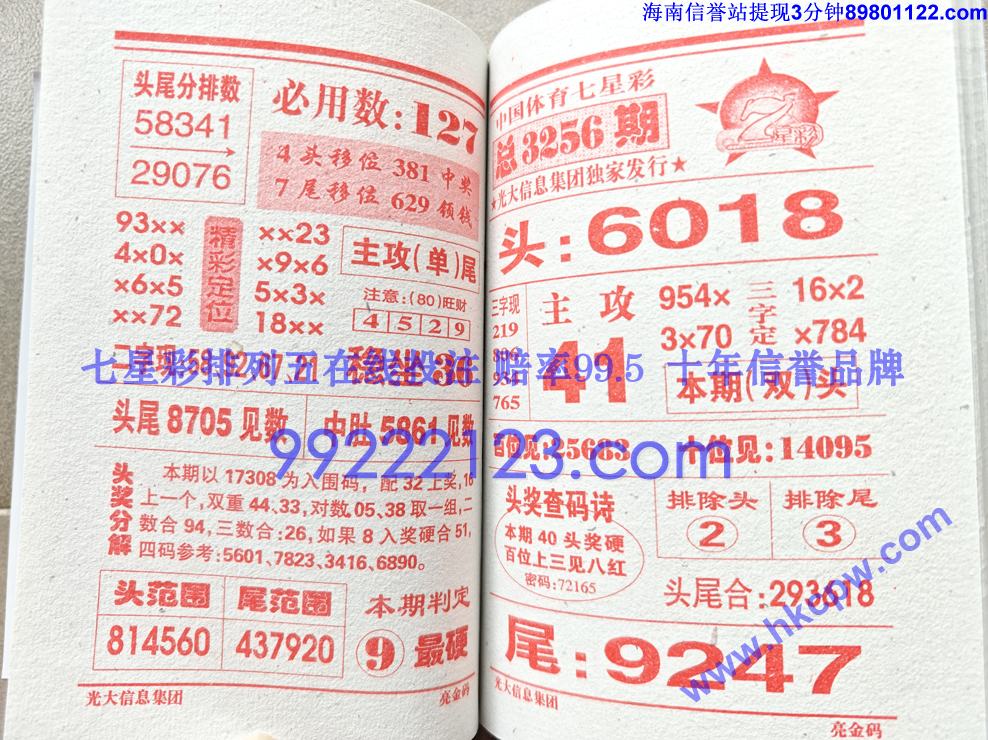 海南信誉站提现3分钟89801122.com
头尾分排数
58341
29076
必用数:127
4 头移位 381 中奖
7 尾移位 629 领钱
93××
4×0×
×6×5
××72
精彩定位
××23
×9×6
5×3×
18××
主攻(单)尾
注意:(80)旺财
4 5 2 9
七星彩排列五在线投注 赔率99.5 十年信誉品牌
头尾 8705 见数
中肚 5861 见数
99222123.com
头奖分解
本期以 17308 为入围码，配 32 上奖,16
上一个,双重 44、33,对数 05、38 取一组,二
数合 94,三数合:26,如果 8 入奖硬合 51,
四码参考:5601、7823、3416、6890。
头范围 尾范围
814560 437920
本期判定
9 最硬
光大信息集团
亮金码
中国体育七星彩
总3256期
★光大信息集团独家发行★
7星彩
头:6018
三字现
219
765
主攻
41
三字定
954×
3×70
16×2
×784
本期(双)头
百位见:25683
十位见:14095
头奖查码诗
本期 40 头奖硬
百位上三见八红
密码:72165
排除头
2
排除尾
3
头尾合:293618
www.hkcpw.com
尾:9247
光大信息集团
亮金码